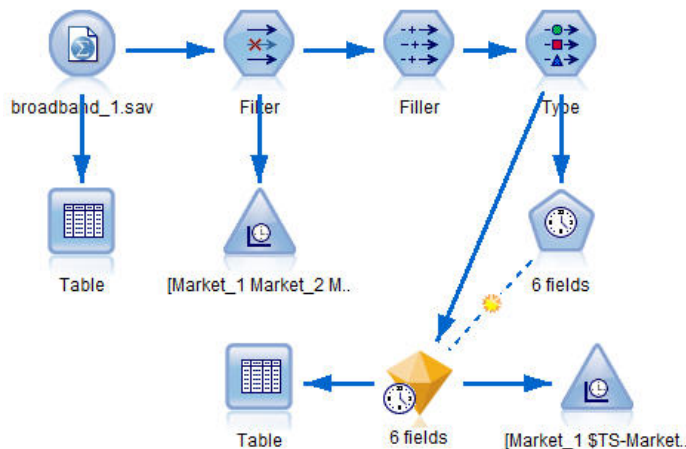 broadband_1.sav
Filter
Filler
Type
Table
[Market_1 Market_2 M..
6 fields
Table
6 fields
[Market_1 $TS-Market..